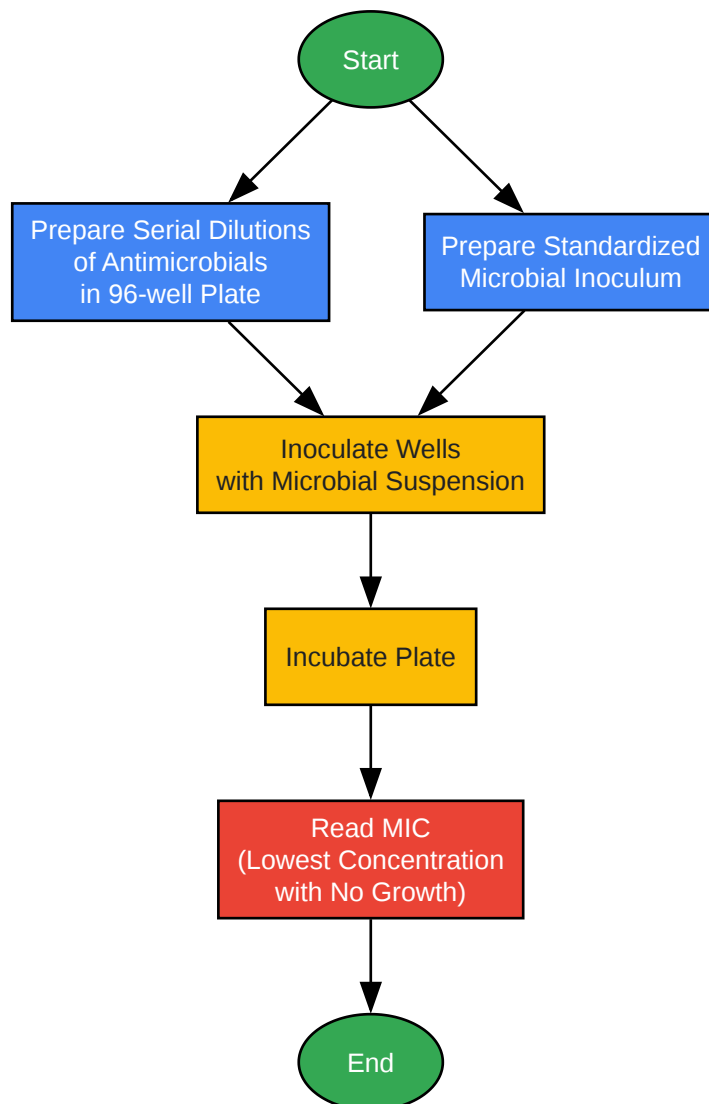 Start
Prepare Serial Dilutions
of Antimicrobials
in 96-well Plate
Prepare Standardized
Microbial Inoculum
Inoculate Wells
with Microbial Suspension
Incubate Plate
Read MIC
(Lowest Concentration
with No Growth)
End